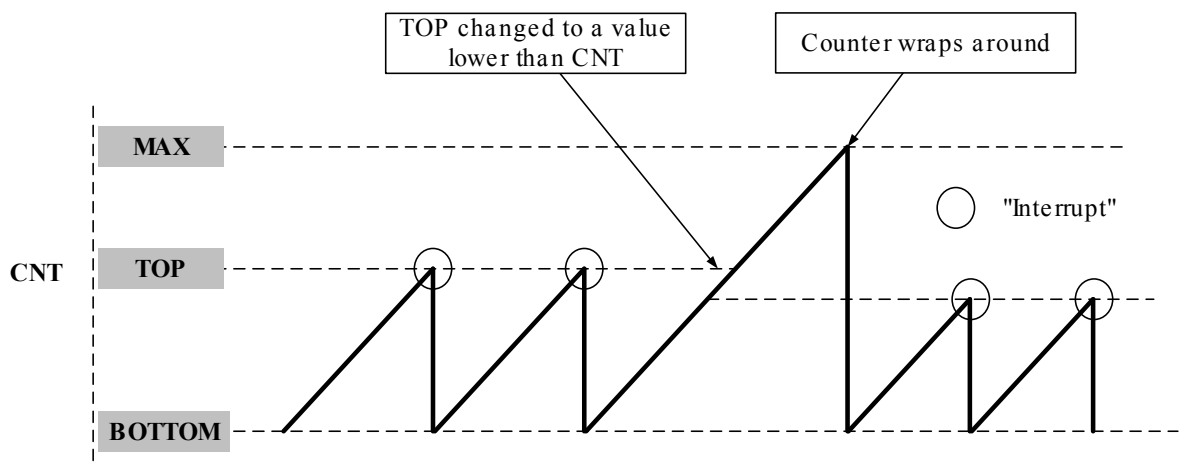 TOP changed to a value
lower than CNT
Counter wraps around
MAX
"Interrupt"
CNT
TOP
BOTTOM